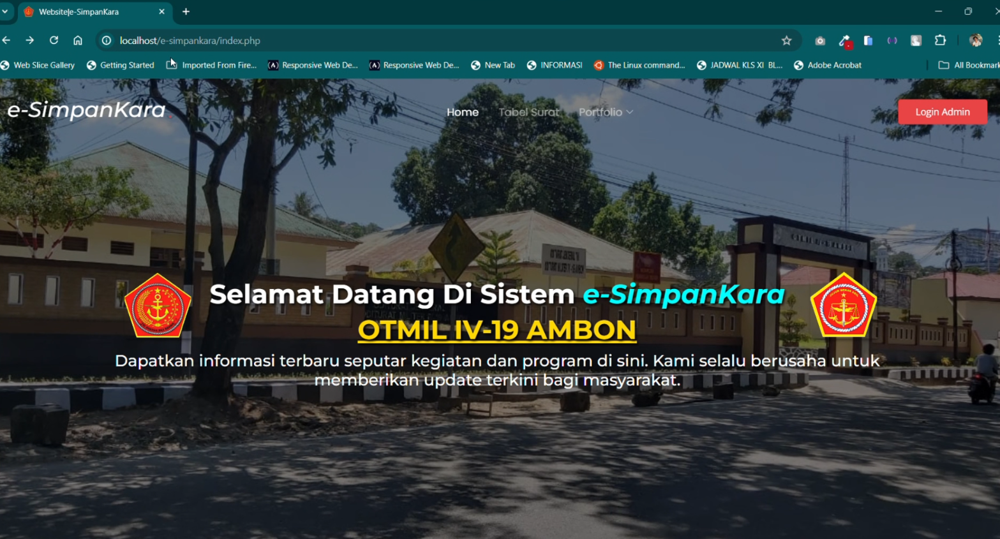 Website|e-SimpanKara
localhost/e-simpankara/index.php
Web Slice Gallery Getting Started Imported From Fire... Responsive Web De... Responsive Web De... New Tab INFORMASI The Linux command... JADWAL KLS XI BL... Adobe Acrobat All Bookmark
e-SimpanKara.
Home Tabel Surat Portfolio
Login Admin
Selamat Datang Di Sistem e-SimpanKara
OTMIL IV-19 AMBON
Dapatkan informasi terbaru seputar kegiatan dan program di sini. Kami selalu berusaha untuk
memberikan update terkini bagi masyarakat.